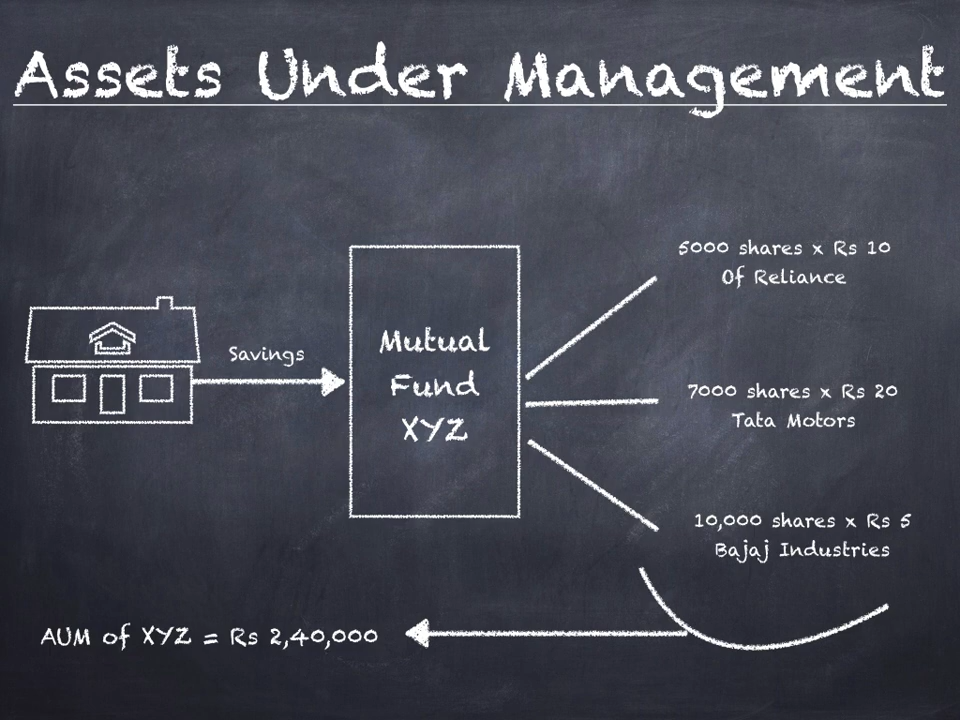 Assets Under Management
5000 shares x Rs 10
Of Reliance
Savings
Mutual
Fund
XYZ
7000 shares x Rs 20
Tata Motors
10,000 shares x Rs 5
Bajaj Industries
AUM of XYZ = Rs 2,40,000